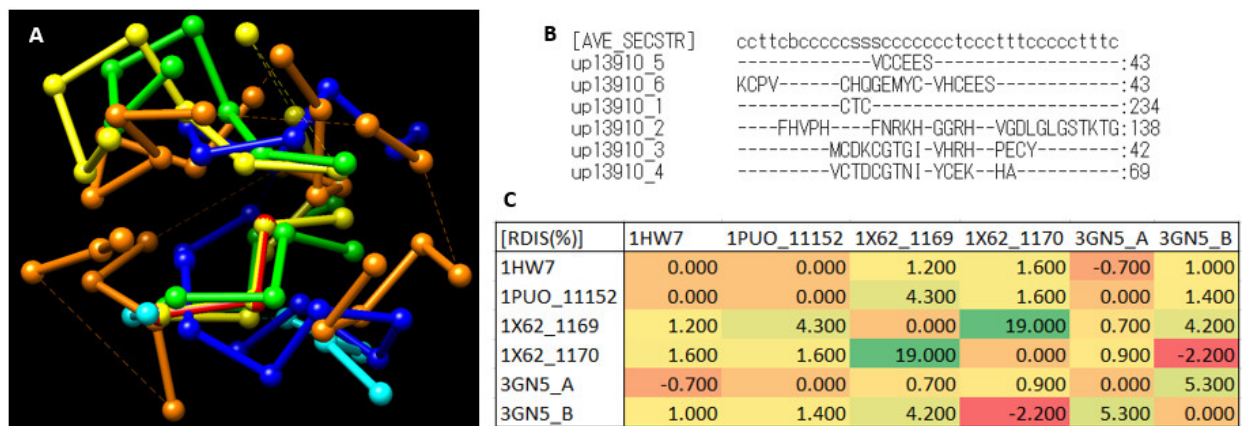 A
B
[AVE_SECSTR] ccttcbcccccssscccccccctccctttccccctttc
up13910_5 -------------VCCEES------------------:43
up13910_6 KCPV------CHQGEMYC-VHCEES------------:43
up13910_1 ----------CTC------------------------:234
up13910_2 ----FHVPH----FNRKH-GGRH--VGDLGLGSTKTG:138
up13910_3 ---------MCDKCGTGI-VHRH--PECY--------:42
up13910_4 ---------VCTDCGTNI-YCEK--HA----------:69
C
[RDIS(%)] 1HW7 1PUO_11152 1X62_1169 1X62_1170 3GN5_A 3GN5_B
1HW7 0.000 0.000 1.200 1.600 -0.700 1.000
1PUO_11152 0.000 0.000 4.300 1.600 0.000 1.400
1X62_1169 1.200 4.300 0.000 19.000 0.700 4.200
1X62_1170 1.600 1.600 19.000 0.000 0.900 -2.200
3GN5_A -0.700 0.000 0.700 0.900 0.000 5.300
3GN5_B 1.000 1.400 4.200 -2.200 5.300 0.000